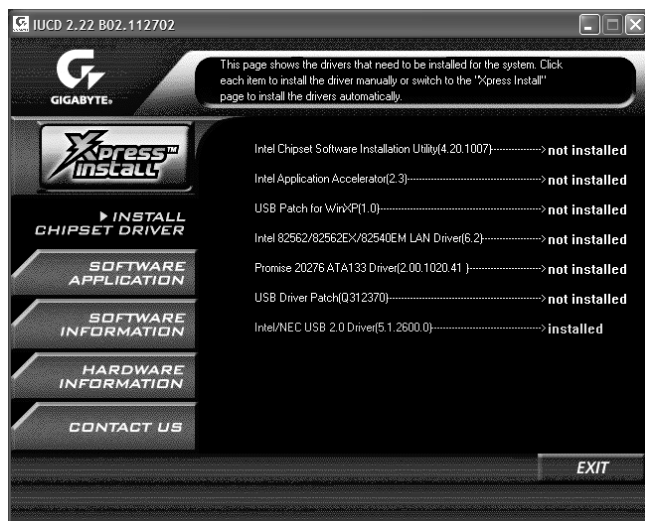 IUCD 2.22 B02.112702
GIGABYTE™
This page shows the drivers that need to be installed for the system. Click
each item to install the driver manually or switch to the "Xpress Install"
page to install the drivers automatically.
Xpress™
Install
INSTALL
CHIPSET DRIVER
SOFTWARE
APPLICATION
SOFTWARE
INFORMATION
HARDWARE
INFORMATION
CONTACT US
Intel Chipset Software Installation Utility(4.20.1007)---------------->not installed
Intel Application Accelerator(2.3)---------------->not installed
USB Patch for WinXP(1.0)---------------->not installed
Intel 82562/82562EX/82540EM LAN Driver(6.2)---------------->not installed
Promise 20276 ATA133 Driver(2.00.1020.41 )---------------->not installed
USB Driver Patch(Q312370)---------------->not installed
Intel/NEC USB 2.0 Driver(5.1.2600.0)---------------->installed
EXIT